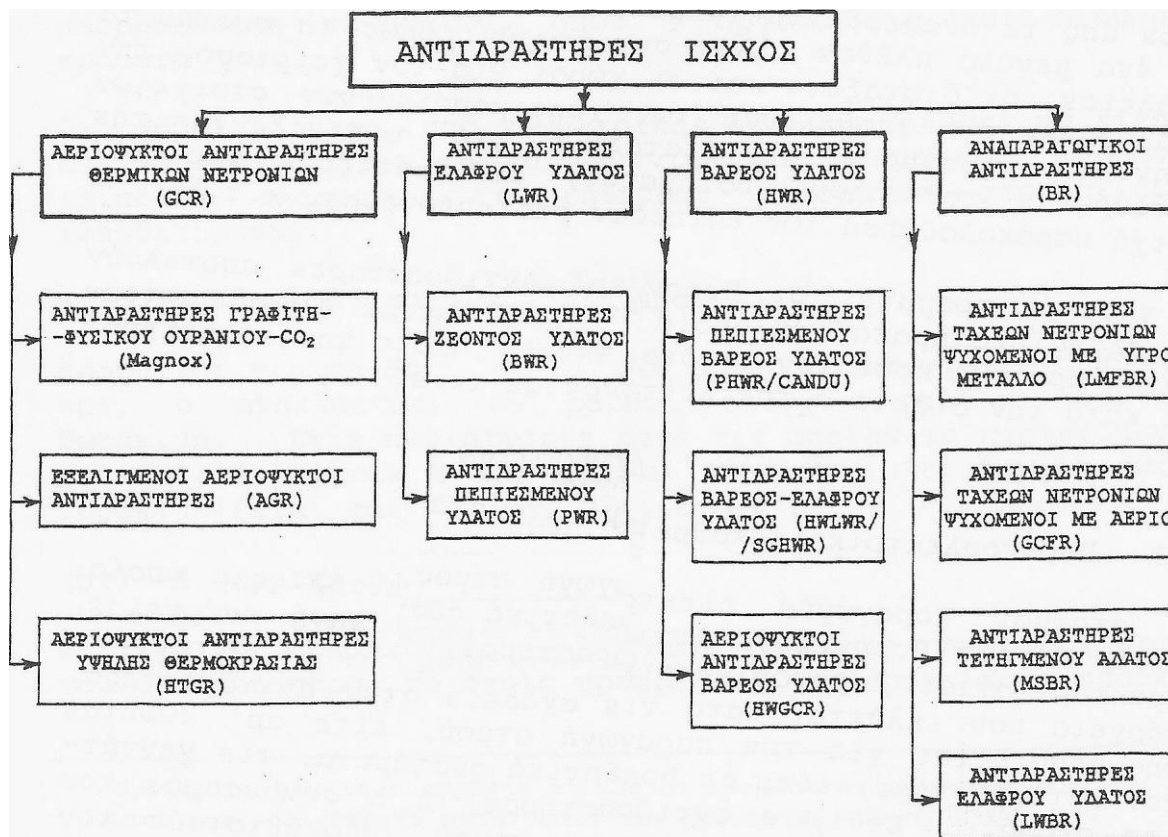 ΑΝΤΙΔΡΑΣΤΗΡΕΣ ΙΣΧΥΟΣ
ΑΕΡΙΟΨΥΚΤΟΙ ΑΝΤΙΔΡΑΣΤΗΡΕΣ
ΘΕΡΜΙΚΩΝ ΝΕΤΡΟΝΙΩΝ
(GCR)
ΑΝΤΙΔΡΑΣΤΗΡΕΣ
ΕΛΑΦΡΟΥ ΥΔΑΤΟΣ
(LWR)
ΑΝΤΙΔΡΑΣΤΗΡΕΣ
ΒΑΡΕΟΣ ΥΔΑΤΟΣ
(HWR)
ΑΝΑΠΑΡΑΓΩΓΙΚΟΙ
ΑΝΤΙΔΡΑΣΤΗΡΕΣ
(BR)
ΑΝΤΙΔΡΑΣΤΗΡΕΣ ΓΡΑΦΙΤΗ-
-ΦΥΣΙΚΟΥ ΟΥΡΑΝΙΟΥ-CO₂
(Magnox)
ΑΝΤΙΔΡΑΣΤΗΡΕΣ
ΖΕΟΝΤΟΣ ΥΔΑΤΟΣ
(BWR)
ΑΝΤΙΔΡΑΣΤΗΡΕΣ
ΠΕΠΙΕΣΜΕΝΟΥ
ΒΑΡΕΟΣ ΥΔΑΤΟΣ
(PHWR/CANDU)
ΑΝΤΙΔΡΑΣΤΗΡΕΣ
ΤΑΧΕΩΝ ΝΕΤΡΟΝΙΩΝ
ΨΥΧΟΜΕΝΟΙ ΜΕ ΥΓΡΟ
ΜΕΤΑΛΛΟ (LMFBR)
ΕΞΕΛΙΓΜΕΝΟΙ ΑΕΡΙΟΨΥΚΤΟΙ
ΑΝΤΙΔΡΑΣΤΗΡΕΣ (AGR)
ΑΝΤΙΔΡΑΣΤΗΡΕΣ
ΠΕΠΙΕΣΜΕΝΟΥ
ΥΔΑΤΟΣ (PWR)
ΑΝΤΙΔΡΑΣΤΗΡΕΣ
ΒΑΡΕΟΣ-ΕΛΑΦΡΟΥ
ΥΔΑΤΟΣ (HWLWR/
/SGHWR)
ΑΝΤΙΔΡΑΣΤΗΡΕΣ
ΤΑΧΕΩΝ ΝΕΤΡΟΝΙΩΝ
ΨΥΧΟΜΕΝΟΙ ΜΕ ΑΕΡΙΟ
(GCFR)
ΑΕΡΙΟΨΥΚΤΟΙ ΑΝΤΙΔΡΑΣΤΗΡΕΣ
ΥΨΗΛΗΣ ΘΕΡΜΟΚΡΑΣΙΑΣ
(HTGR)
ΑΕΡΙΟΨΥΚΤΟΙ
ΑΝΤΙΔΡΑΣΤΗΡΕΣ
ΒΑΡΕΟΣ ΥΔΑΤΟΣ
(HWGCR)
ΑΝΤΙΔΡΑΣΤΗΡΕΣ
ΤΕΤΗΓΜΕΝΟΥ ΑΛΑΤΟΣ
(MSBR)
ΑΝΤΙΔΡΑΣΤΗΡΕΣ
ΕΛΑΦΡΟΥ ΥΔΑΤΟΣ
(LWBR)